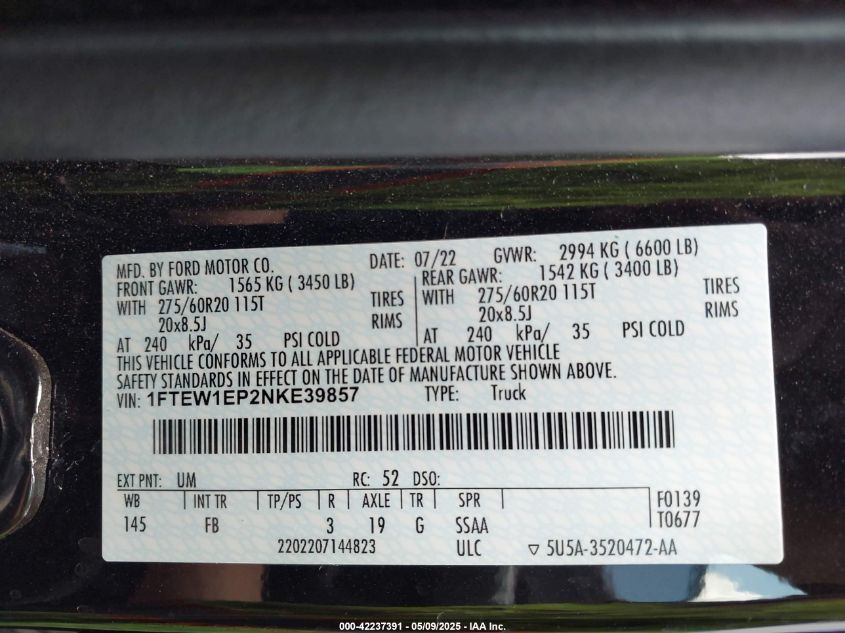 MFD. BY FORD MOTOR CO. DATE: 07/22 GVWR: 2994 KG ( 6600 LB)
FRONT GAWR: 1565 KG ( 3450 LB) REAR GAWR: 1542 KG ( 3400 LB)
WITH 275/60R20 115T TIRES WITH 275/60R20 115T TIRES
20x8.5J RIMS 20x8.5J RIMS
AT 240 kPa/ 35 PSI COLD AT 240 kPa/ 35 PSI COLD
THIS VEHICLE CONFORMS TO ALL APPLICABLE FEDERAL MOTOR VEHICLE
SAFETY STANDARDS IN EFFECT ON THE DATE OF MANUFACTURE SHOWN ABOVE.
VIN: 1FTEW1EP2NKE39857 TYPE: Truck
EXT PNT: UM RC: 52 DSO:
WB INT TR TP/PS R AXLE TR SPR F0139
145 FB 3 19 G SSAA T0677
2202207144823 ULC ▽ 5U5A-3520472-AA
000-42237391 - 05/09/2025 - IAA Inc.